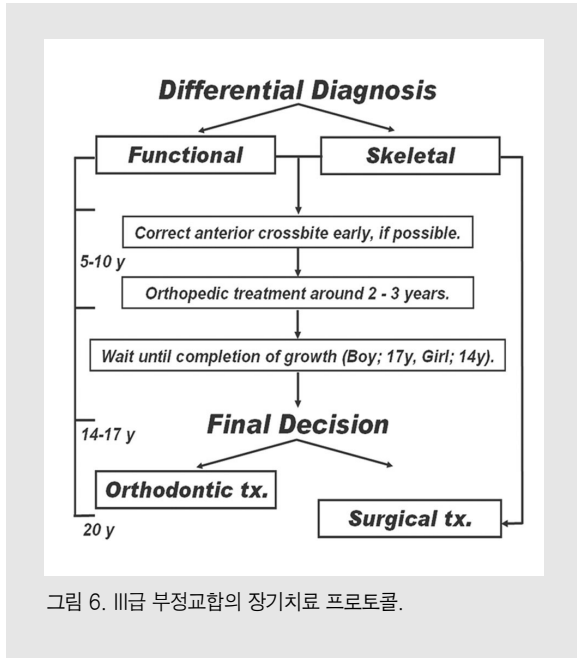 Differential Diagnosis
Functional
Skeletal
Correct anterior crossbite early, if possible.
5-10 y
Orthopedic treatment around 2 - 3 years.
Wait until completion of growth (Boy; 17y, Girl; 14y).
Final Decision
14-17 y
Orthodontic tx.
Surgical tx.
20 y
그림 6. III급 부정교합의 장기치료 프로토콜.